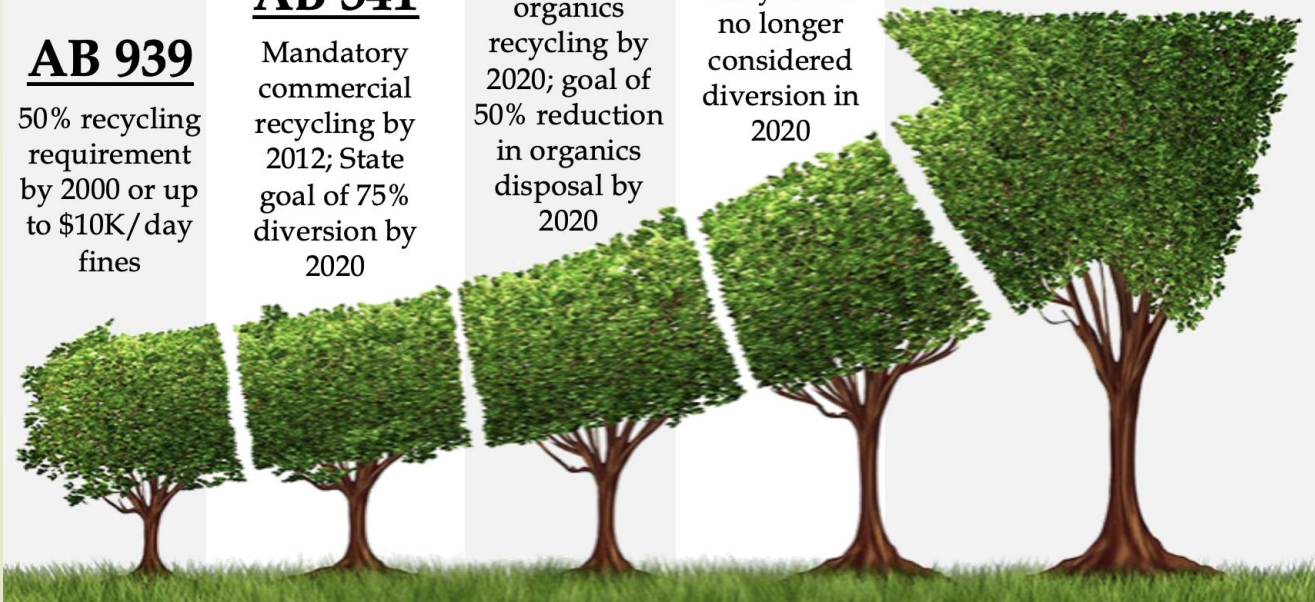 AB 939
50% recycling
requirement
by 2000 or up
to $10K/day
fines
AB 341
Mandatory
commercial
recycling by
2012; State
goal of 75%
diversion by
2020
organics
recycling by
2020; goal of
50% reduction
in organics
disposal by
2020
no longer
considered
diversion in
2020